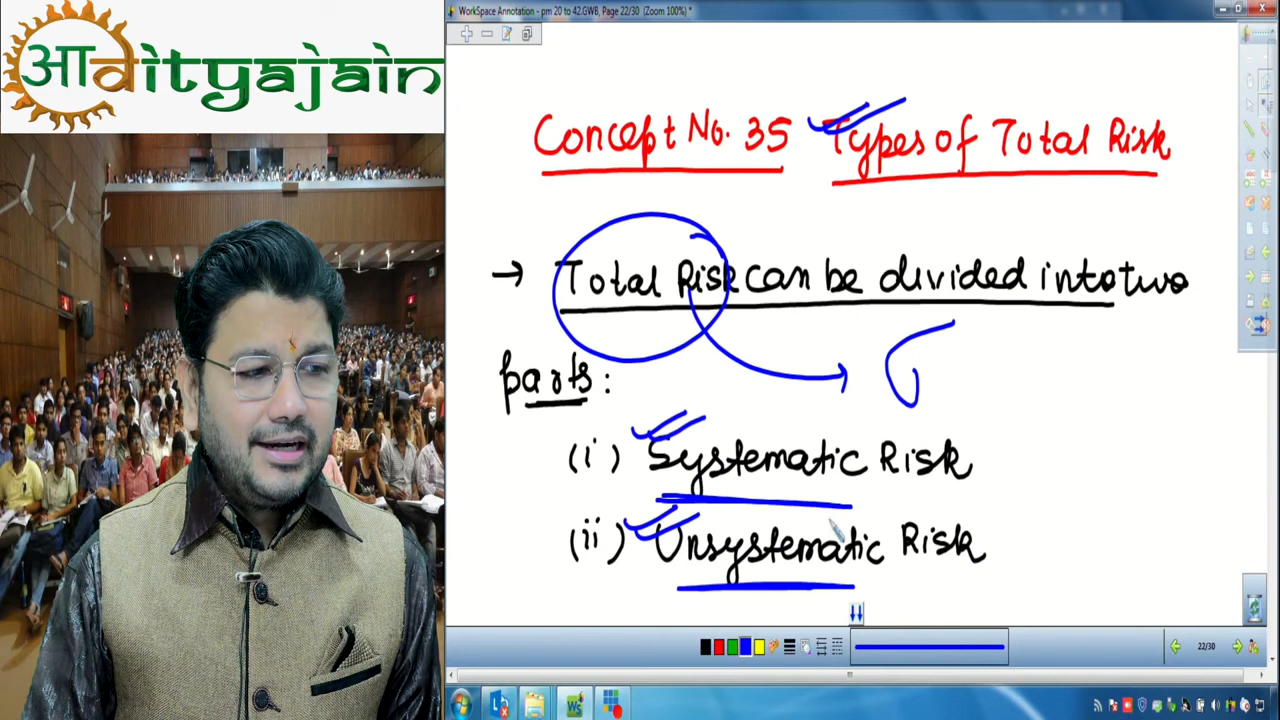 आdityajain
WorkSpace Annotation - pm 20 to 42.GWB, Page 22/30 (Zoom 100%) *
Concept No. 35 Types of Total Risk
→ Total Risk can be divided into two
parts:
(i) Systematic Risk
(ii) Unsystematic Risk
22/30